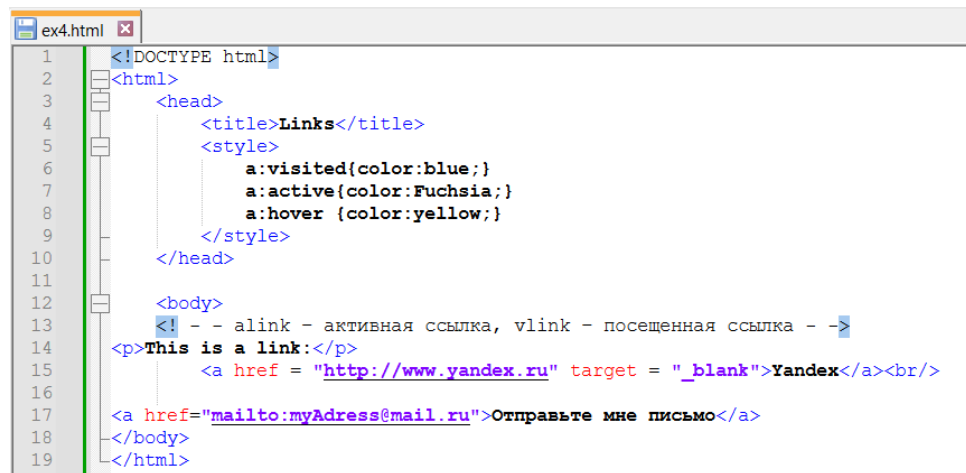 ex4.html
1 <!DOCTYPE html>
2 <html>
3 <head>
4 <title>Links</title>
5 <style>
6 a:visited{color:blue;}
7 a:active{color:Fuchsia;}
8 a:hover {color:yellow;}
9 </style>
10 </head>
11
12 <body>
13 <! - - alink - активная ссылка, vlink - посещенная ссылка - ->
14 <p>This is a link:</p>
15 <a href = "http://www.yandex.ru" target = "_blank">Yandex</a><br/>
16
17 <a href="mailto:myAdress@mail.ru">Отправьте мне письмо</a>
18 </body>
19 </html>